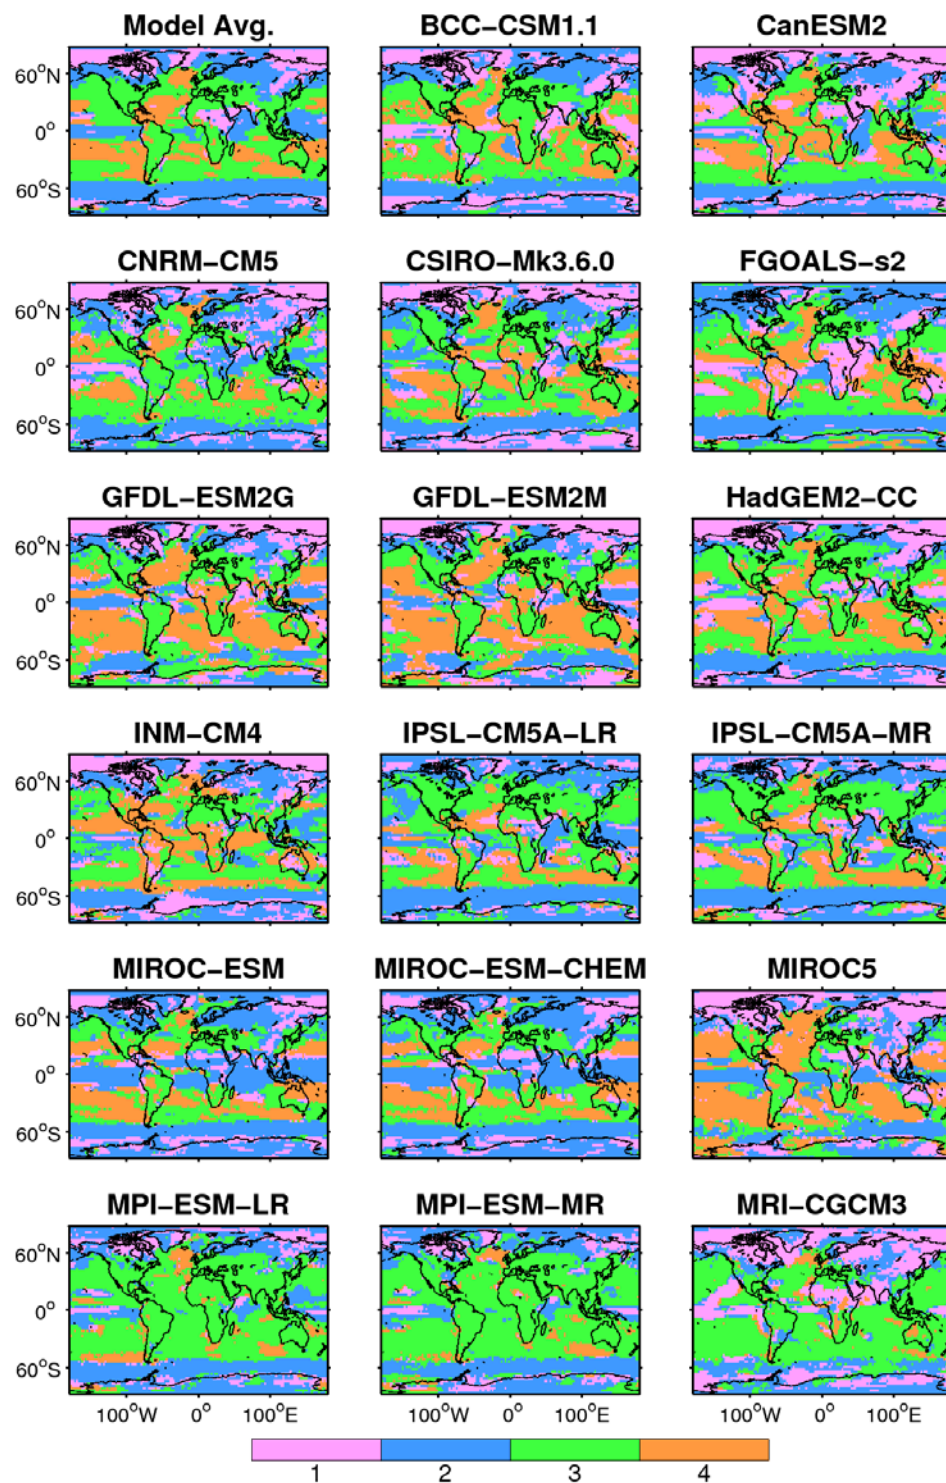 Model Avg. BCC−CSM1.1 CanESM2
60°N
0°
60°S
CNRM−CM5 CSIRO−Mk3.6.0 FGOALS−s2
60°N
0°
60°S
GFDL−ESM2G GFDL−ESM2M HadGEM2−CC
60°N
0°
60°S
INM−CM4 IPSL−CM5A−LR IPSL−CM5A−MR
60°N
0°
60°S
MIROC−ESM MIROC−ESM−CHEM MIROC5
60°N
0°
60°S
MPI−ESM−LR MPI−ESM−MR MRI−CGCM3
60°N
0°
60°S
100°W 0° 100°E 100°W 0° 100°E 100°W 0° 100°E
1 2 3 4